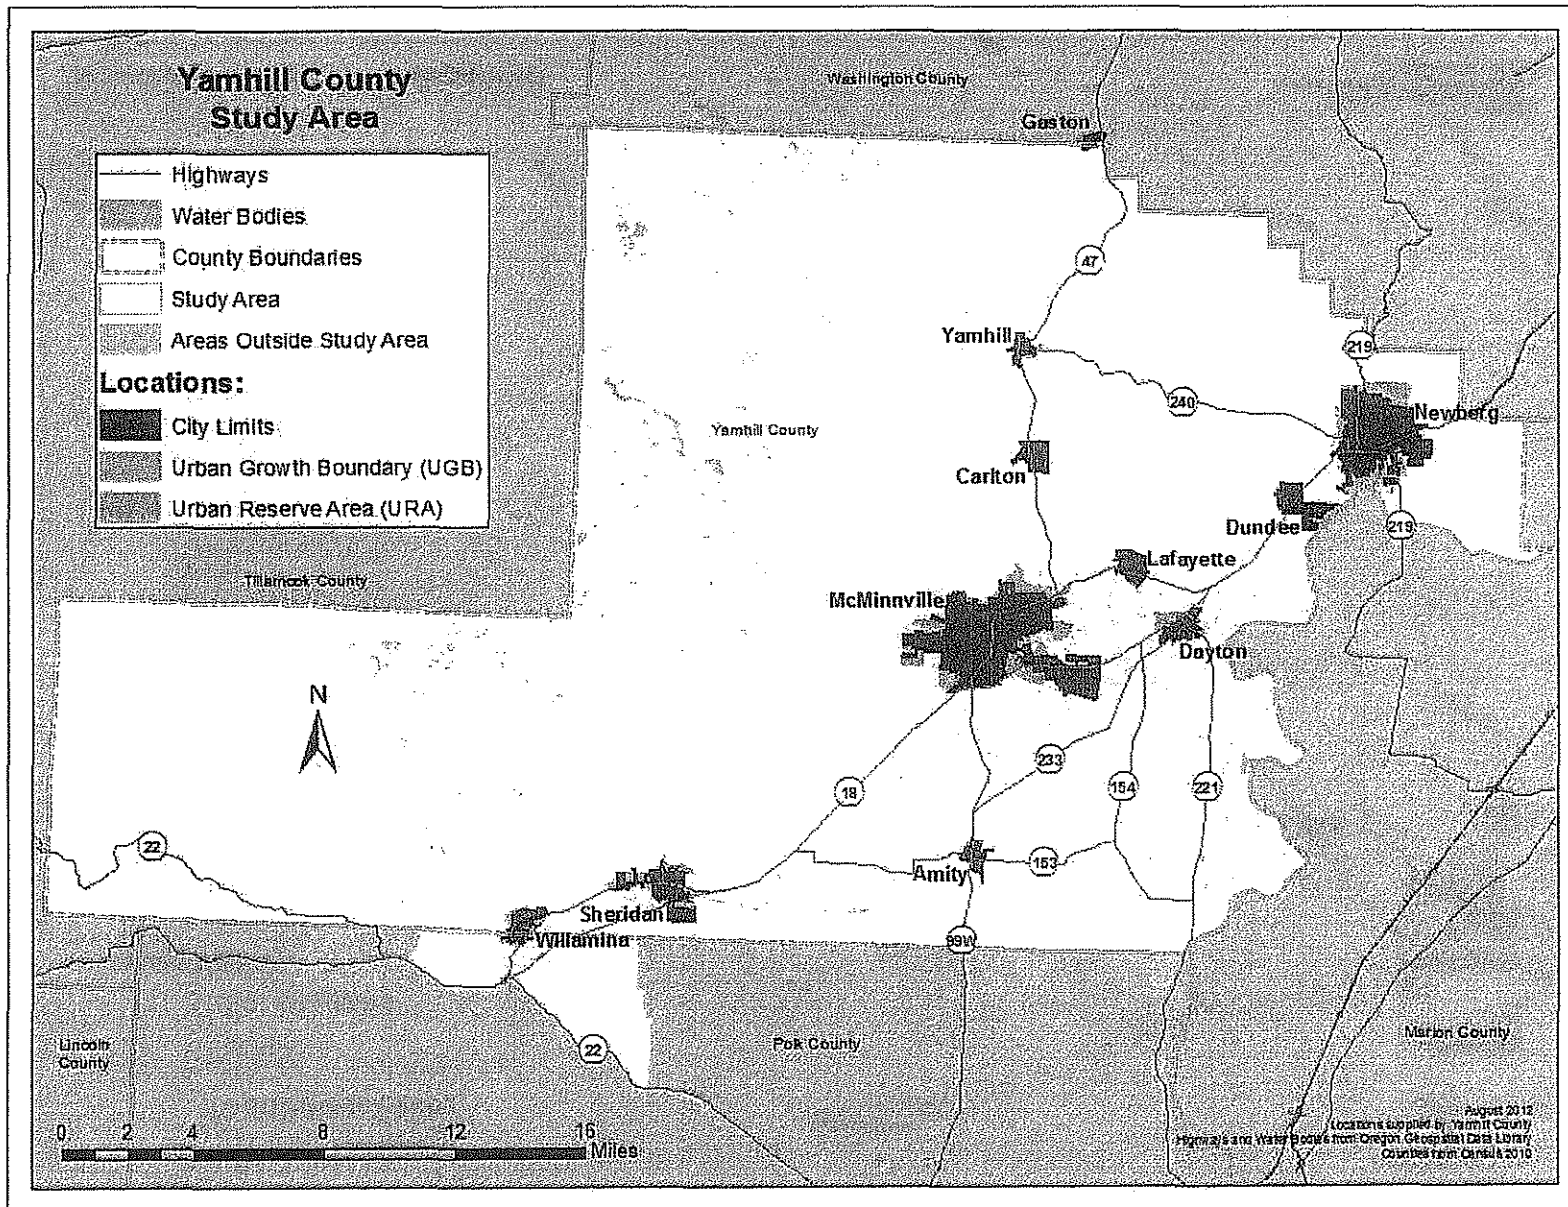 Yamhill County
Study Area
Highways
Water Bodies
County Boundaries
Study Area
Areas Outside Study Area
Locations:
City Limits
Urban Growth Boundary (UGB)
Urban Reserve Area (URA)
Washington County
Gaston
47
Yamhill
219
240
Newberg
Yamhill County
Carlton
Dundee
219
Lafayette
Tillamook County
McMinnville
Dayton
N
233
18
154
221
22
Amity
153
Sheridan
Willamina
99W
Lincoln
County
22
Polk County
Marion County
0 2 4 8 12 16
Miles
August 2012
Locations supplied by Yamhill County
Highways and Water Bodies from Oregon Geospatial Data Library
Counties from Census 2010